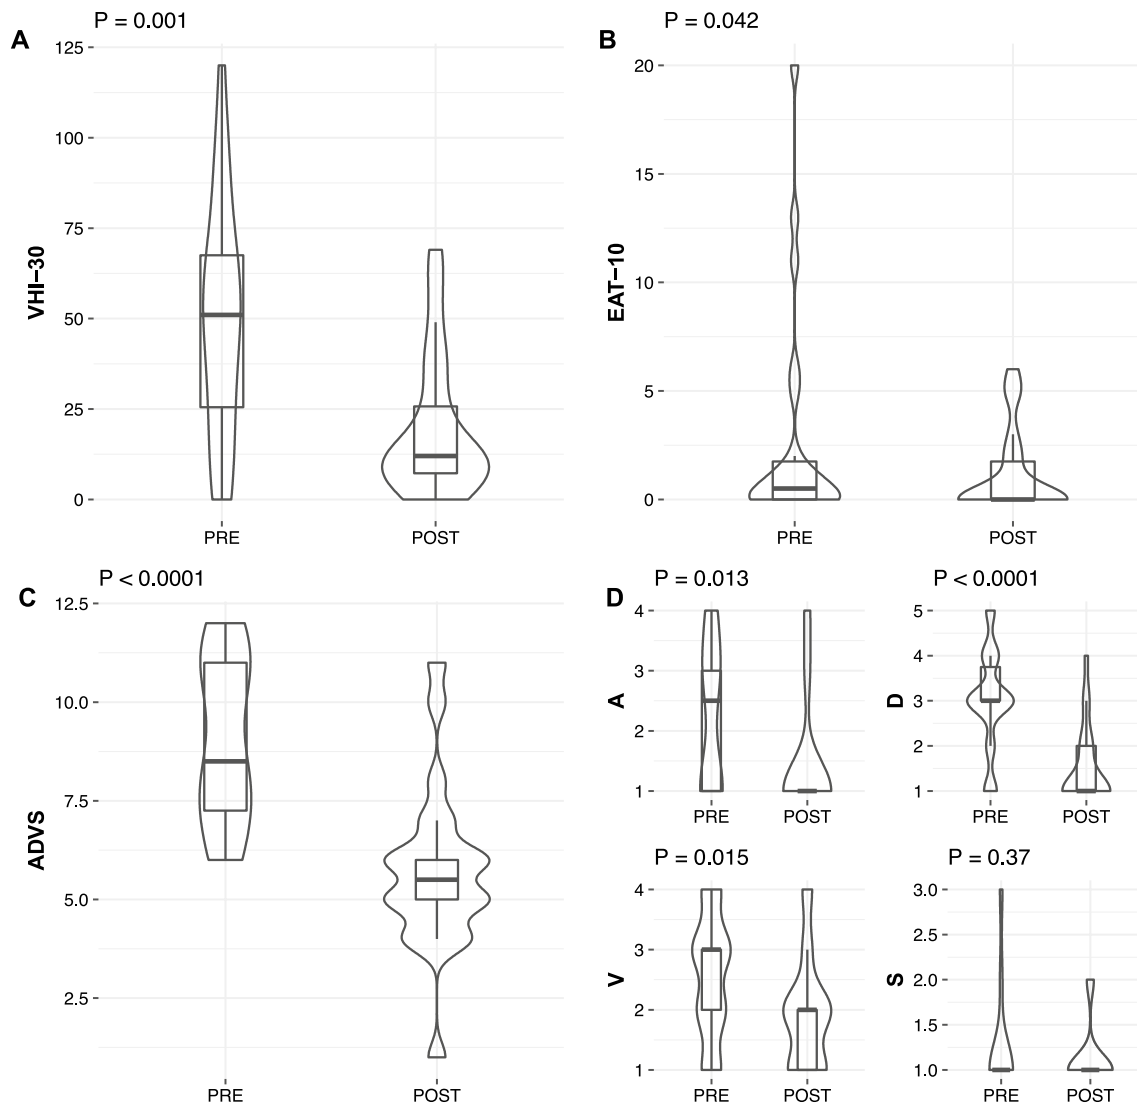 A
P = 0.001
VHI−30
125
100
75
50
25
0
PRE
POST
B
P = 0.042
EAT−10
20
15
10
5
0
PRE
POST
C
P < 0.0001
ADVS
12.5
10.0
7.5
5.0
2.5
PRE
POST
D
P = 0.013
A
4
3
2
1
PRE
POST
P < 0.0001
D
5
4
3
2
1
PRE
POST
P = 0.015
V
4
3
2
1
PRE
POST
P = 0.37
S
3.0
2.5
2.0
1.5
1.0
PRE
POST